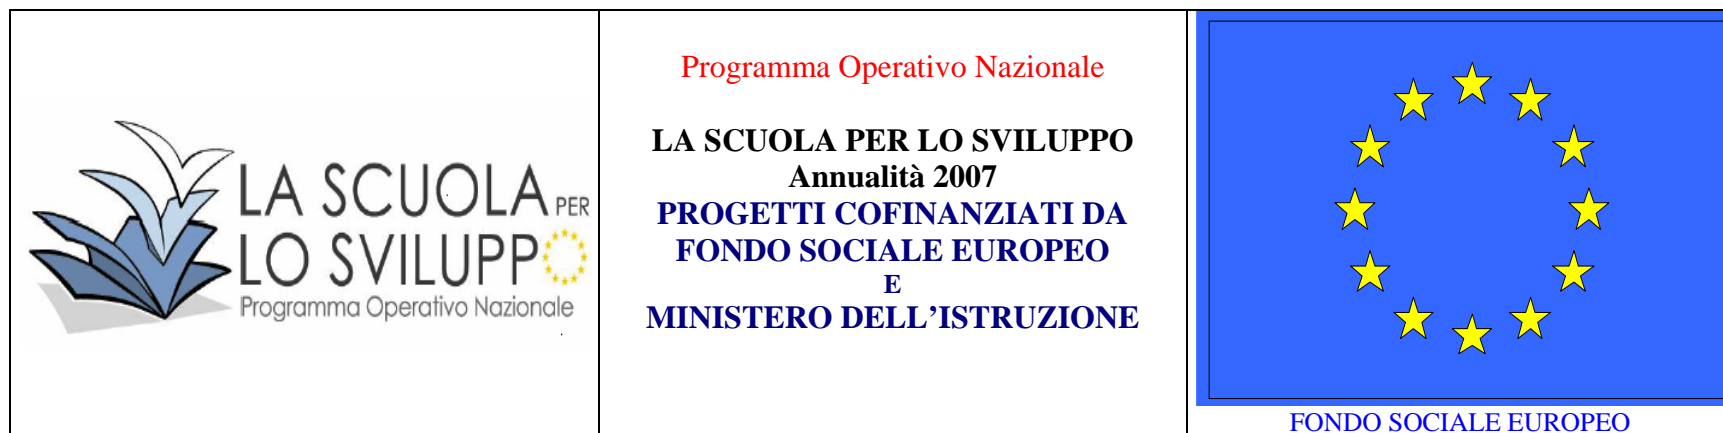 LA SCUOLA PER
LO SVILUPPO
Programma Operativo Nazionale
Programma Operativo Nazionale
LA SCUOLA PER LO SVILUPPO
Annualità 2007
PROGETTI COFINANZIATI DA
FONDO SOCIALE EUROPEO
E
MINISTERO DELL’ISTRUZIONE
FONDO SOCIALE EUROPEO